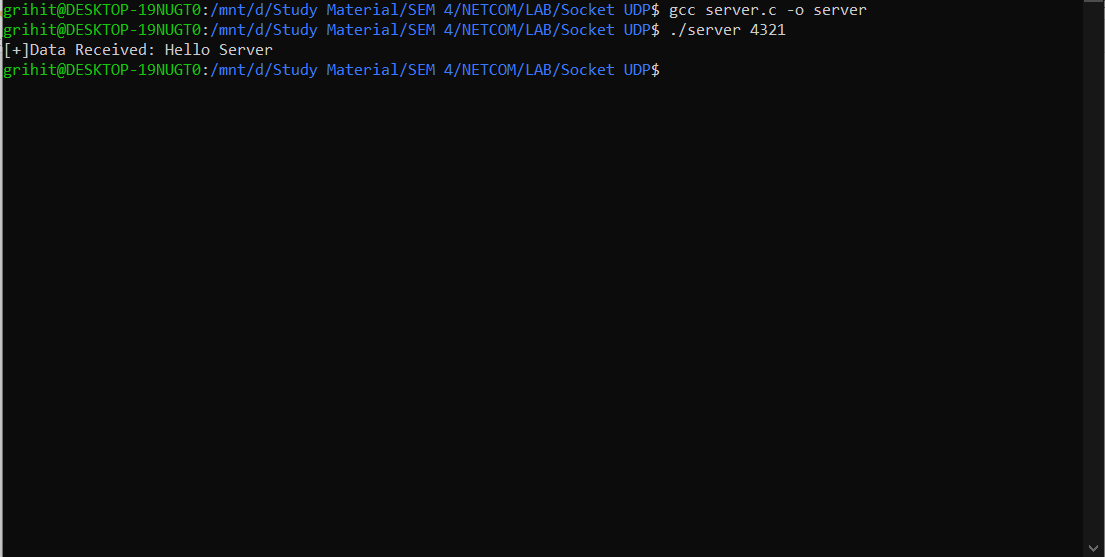 grihit@DESKTOP-19NUGT0:/mnt/d/Study Material/SEM 4/NETCOM/LAB/Socket UDP$ gcc server.c -o server
grihit@DESKTOP-19NUGT0:/mnt/d/Study Material/SEM 4/NETCOM/LAB/Socket UDP$ ./server 4321
[+]Data Received: Hello Server
grihit@DESKTOP-19NUGT0:/mnt/d/Study Material/SEM 4/NETCOM/LAB/Socket UDP$